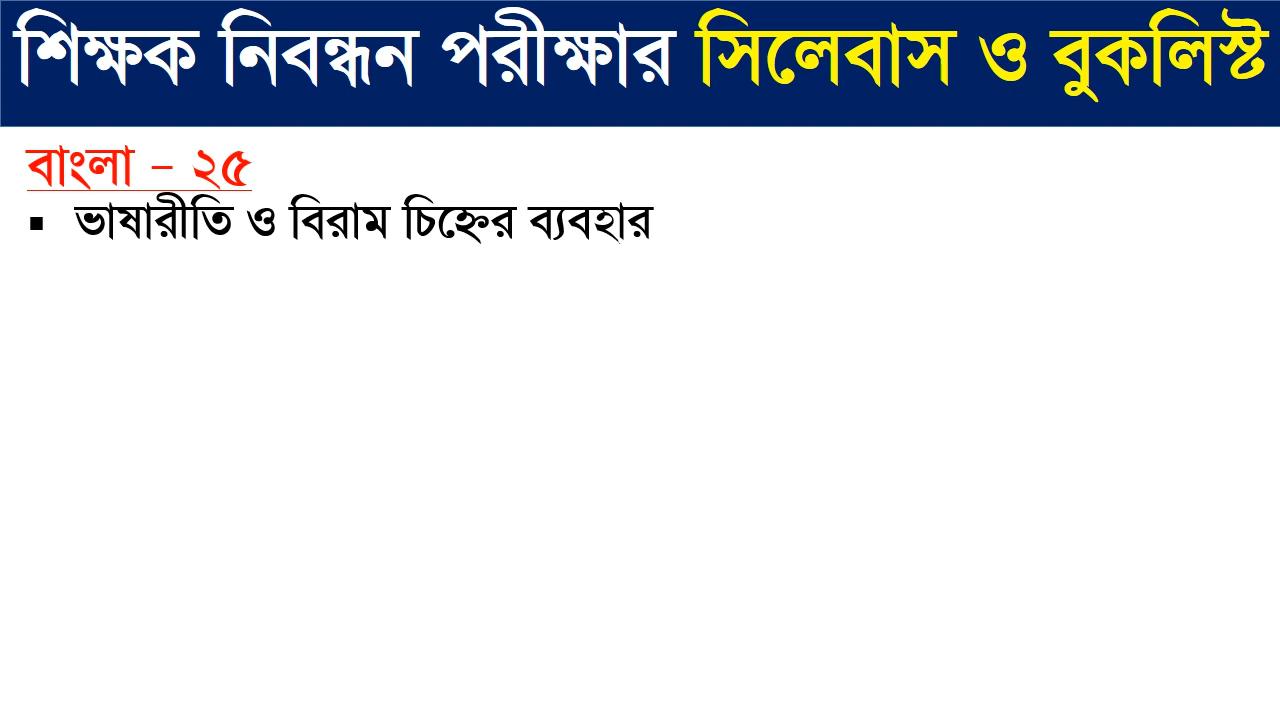 শিক্ষক নিবন্ধন পরীক্ষার সিলেবাস ও বুকলিস্ট
বাংলা – ২৫
▪ ভাষারীতি ও বিরাম চিহ্নের ব্যবহার